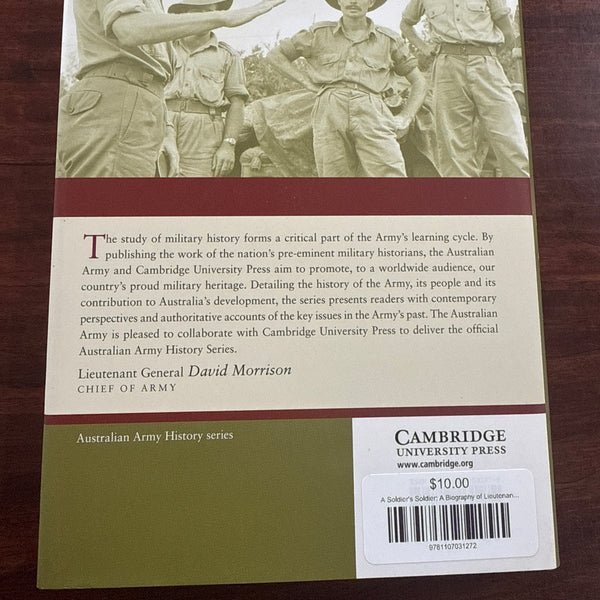 The study of military history forms a critical part of the Army's learning cycle. By
publishing the work of the nation's pre-eminent military historians, the Australian
Army and Cambridge University Press aim to promote, to a worldwide audience, our
country's proud military heritage. Detailing the history of the Army, its people and its
contribution to Australia's development, the series presents readers with contemporary
perspectives and authoritative accounts of the key issues in the Army's past. The Australian
Army is pleased to collaborate with Cambridge University Press to deliver the official
Australian Army History Series.
Lieutenant General David Morrison
CHIEF OF ARMY
Australian Army History series
CAMBRIDGE
UNIVERSITY PRESS
www.cambridge.org
$10.00
A Soldier's Soldier: A Biography of Lieutenan...
9781107031272